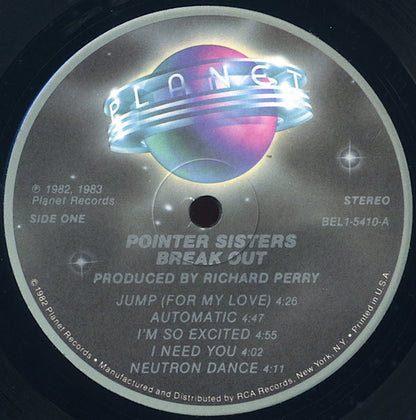 PLANET
℗ 1982, 1983
Planet Records
SIDE ONE
STEREO
BEL1-5410-A
POINTER SISTERS
BREAK OUT
PRODUCED BY RICHARD PERRY
JUMP (FOR MY LOVE) 4:26
AUTOMATIC 4:47
I'M SO EXCITED 4:55
I NEED YOU 4:02
NEUTRON DANCE 4:11
©1982 Planet Records • Manufactured and Distributed by RCA Records, New York, N.Y. • Printed in U.S.A.